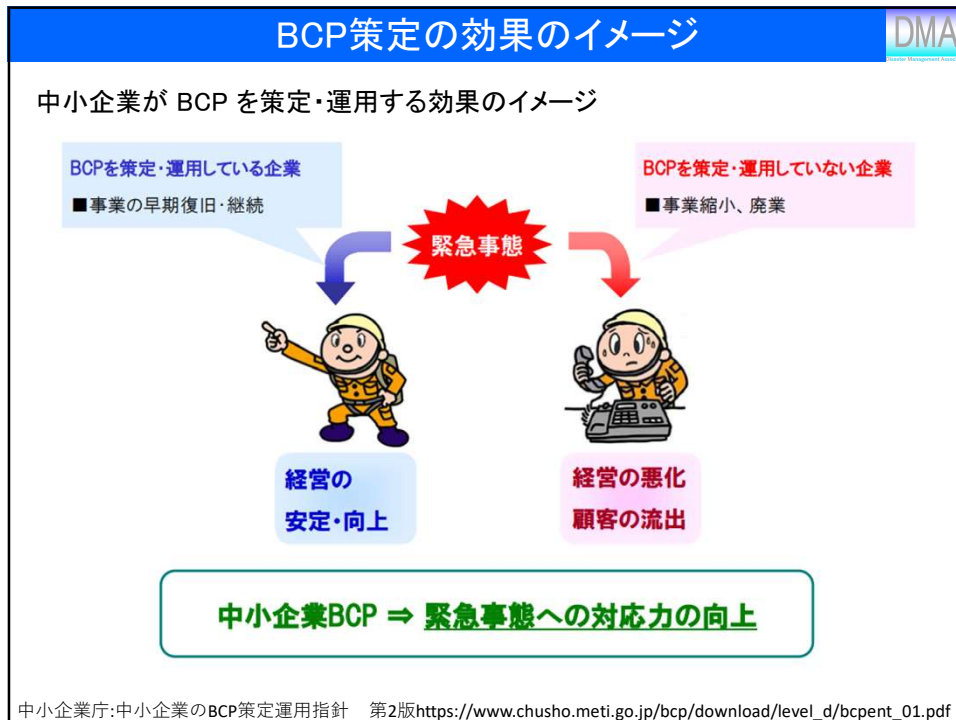 BCP策定の効果のイメージ
DMA
中小企業が BCP を策定・運用する効果のイメージ
BCPを策定・運用している企業
■事業の早期復旧・継続
緊急事態
BCPを策定・運用していない企業
■事業縮小、廃業
経営の
安定・向上
経営の悪化
顧客の流出
中小企業BCP ⇒ 緊急事態への対応力の向上
中小企業庁:中小企業のBCP策定運用指針　第2版https://www.chusho.meti.go.jp/bcp/download/level_d/bcpent_01.pdf